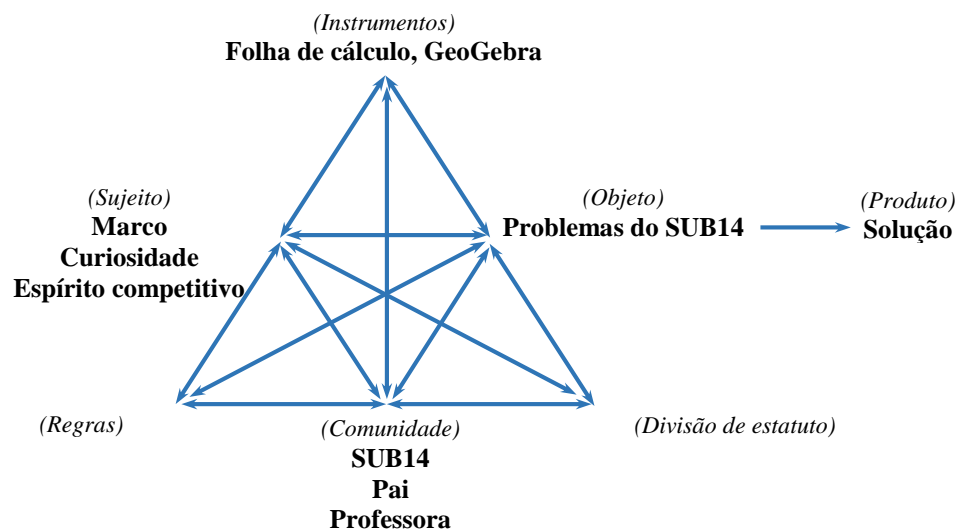 (Instrumentos)
Folha de cálculo, GeoGebra
(Sujeito)
Marco
Curiosidade
Espírito competitivo
(Objeto)
Problemas do SUB14
(Produto)
Solução
(Regras)
(Comunidade)
SUB14
Pai
Professora
(Divisão de estatuto)